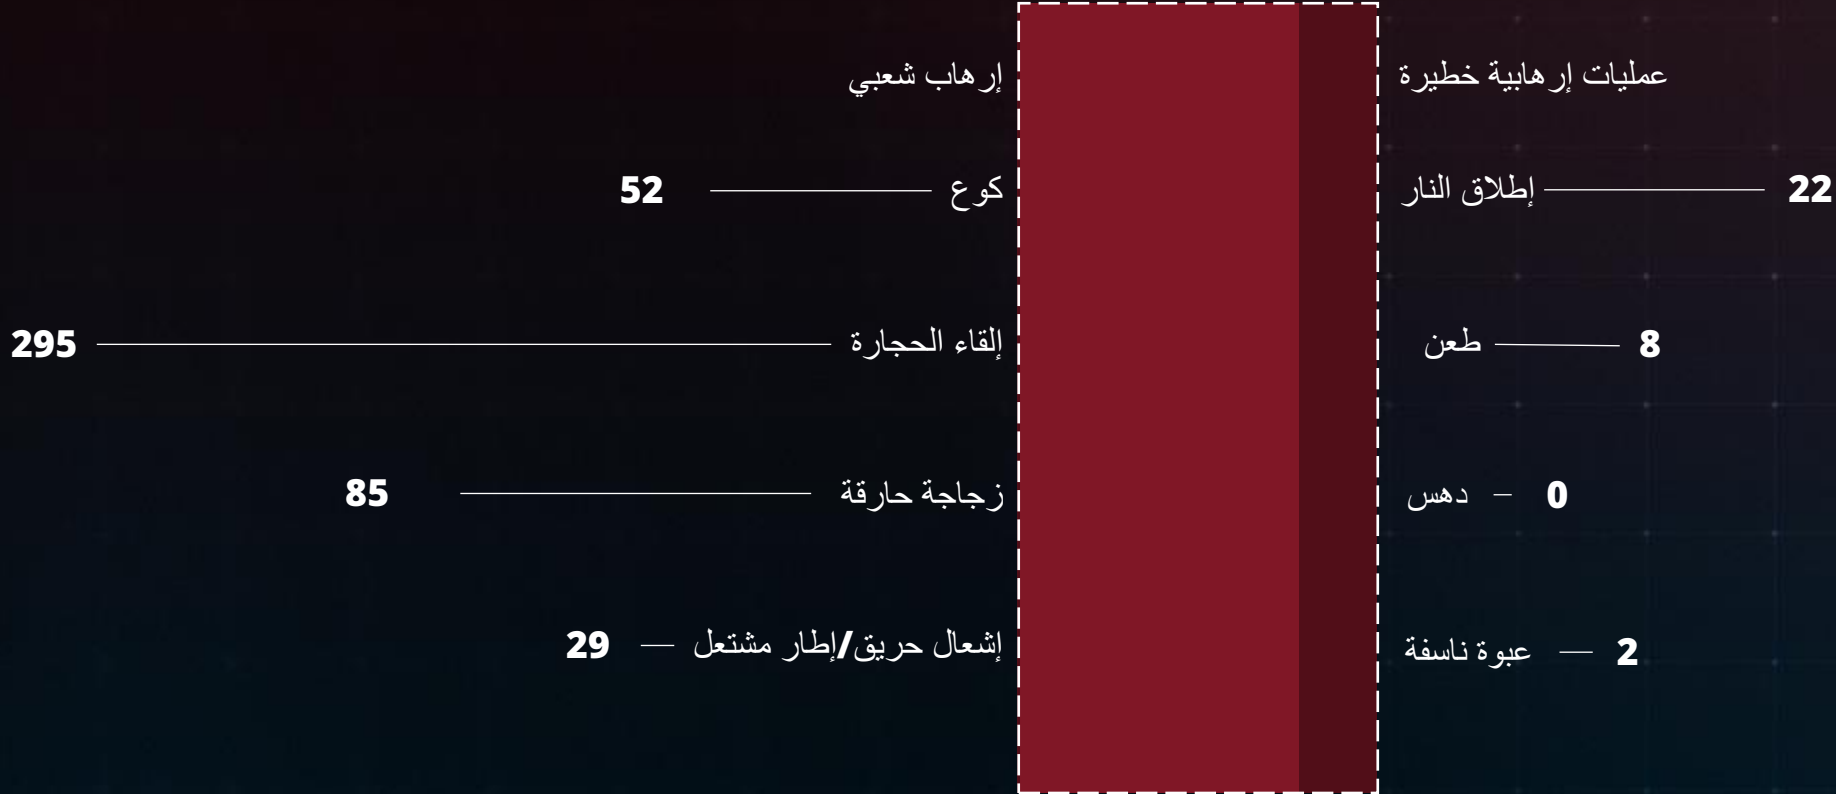 عمليات إرهابية خطيرة
إطلاق النار 22
طعن 8
دهس 0
عبوة ناسفة 2
إرهاب شعبي
كوع 52
إلقاء الحجارة 295
زجاجة حارقة 85
إشعال حريق/إطار مشتعل 29